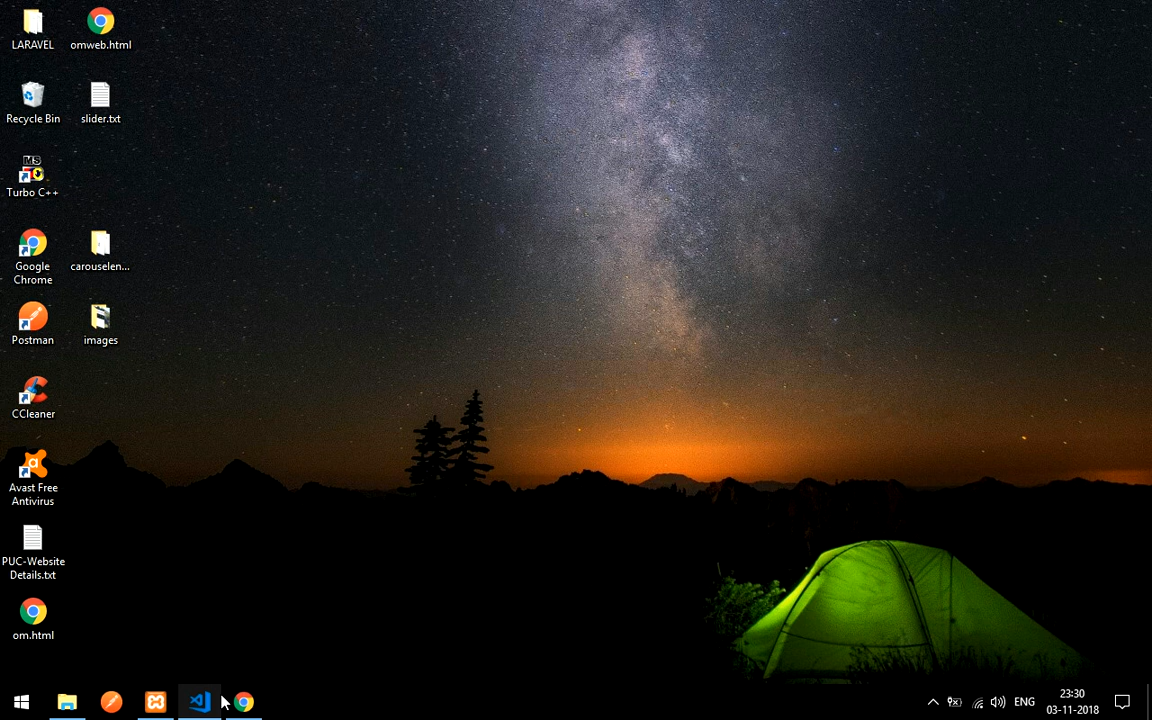 LARAVEL
omweb.html
Recycle Bin
slider.txt
MS
Turbo C++
Google
Chrome
carouselen...
Postman
images
CCleaner
Avast Free
Antivirus
PUC-Website
Details.txt
om.html
ENG
23:30
03-11-2018